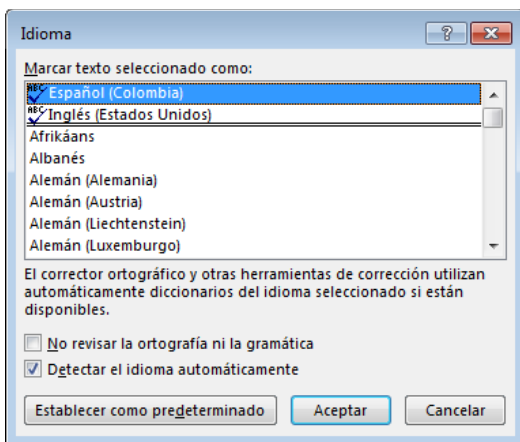 Idioma
Marcar texto seleccionado como:
ABC Español (Colombia)
ABC Inglés (Estados Unidos)
Afrikáans
Albanés
Alemán (Alemania)
Alemán (Austria)
Alemán (Liechtenstein)
Alemán (Luxemburgo)
El corrector ortográfico y otras herramientas de corrección utilizan
automáticamente diccionarios del idioma seleccionado si están
disponibles.
No revisar la ortografía ni la gramática
Detectar el idioma automáticamente
Establecer como predeterminado Aceptar Cancelar